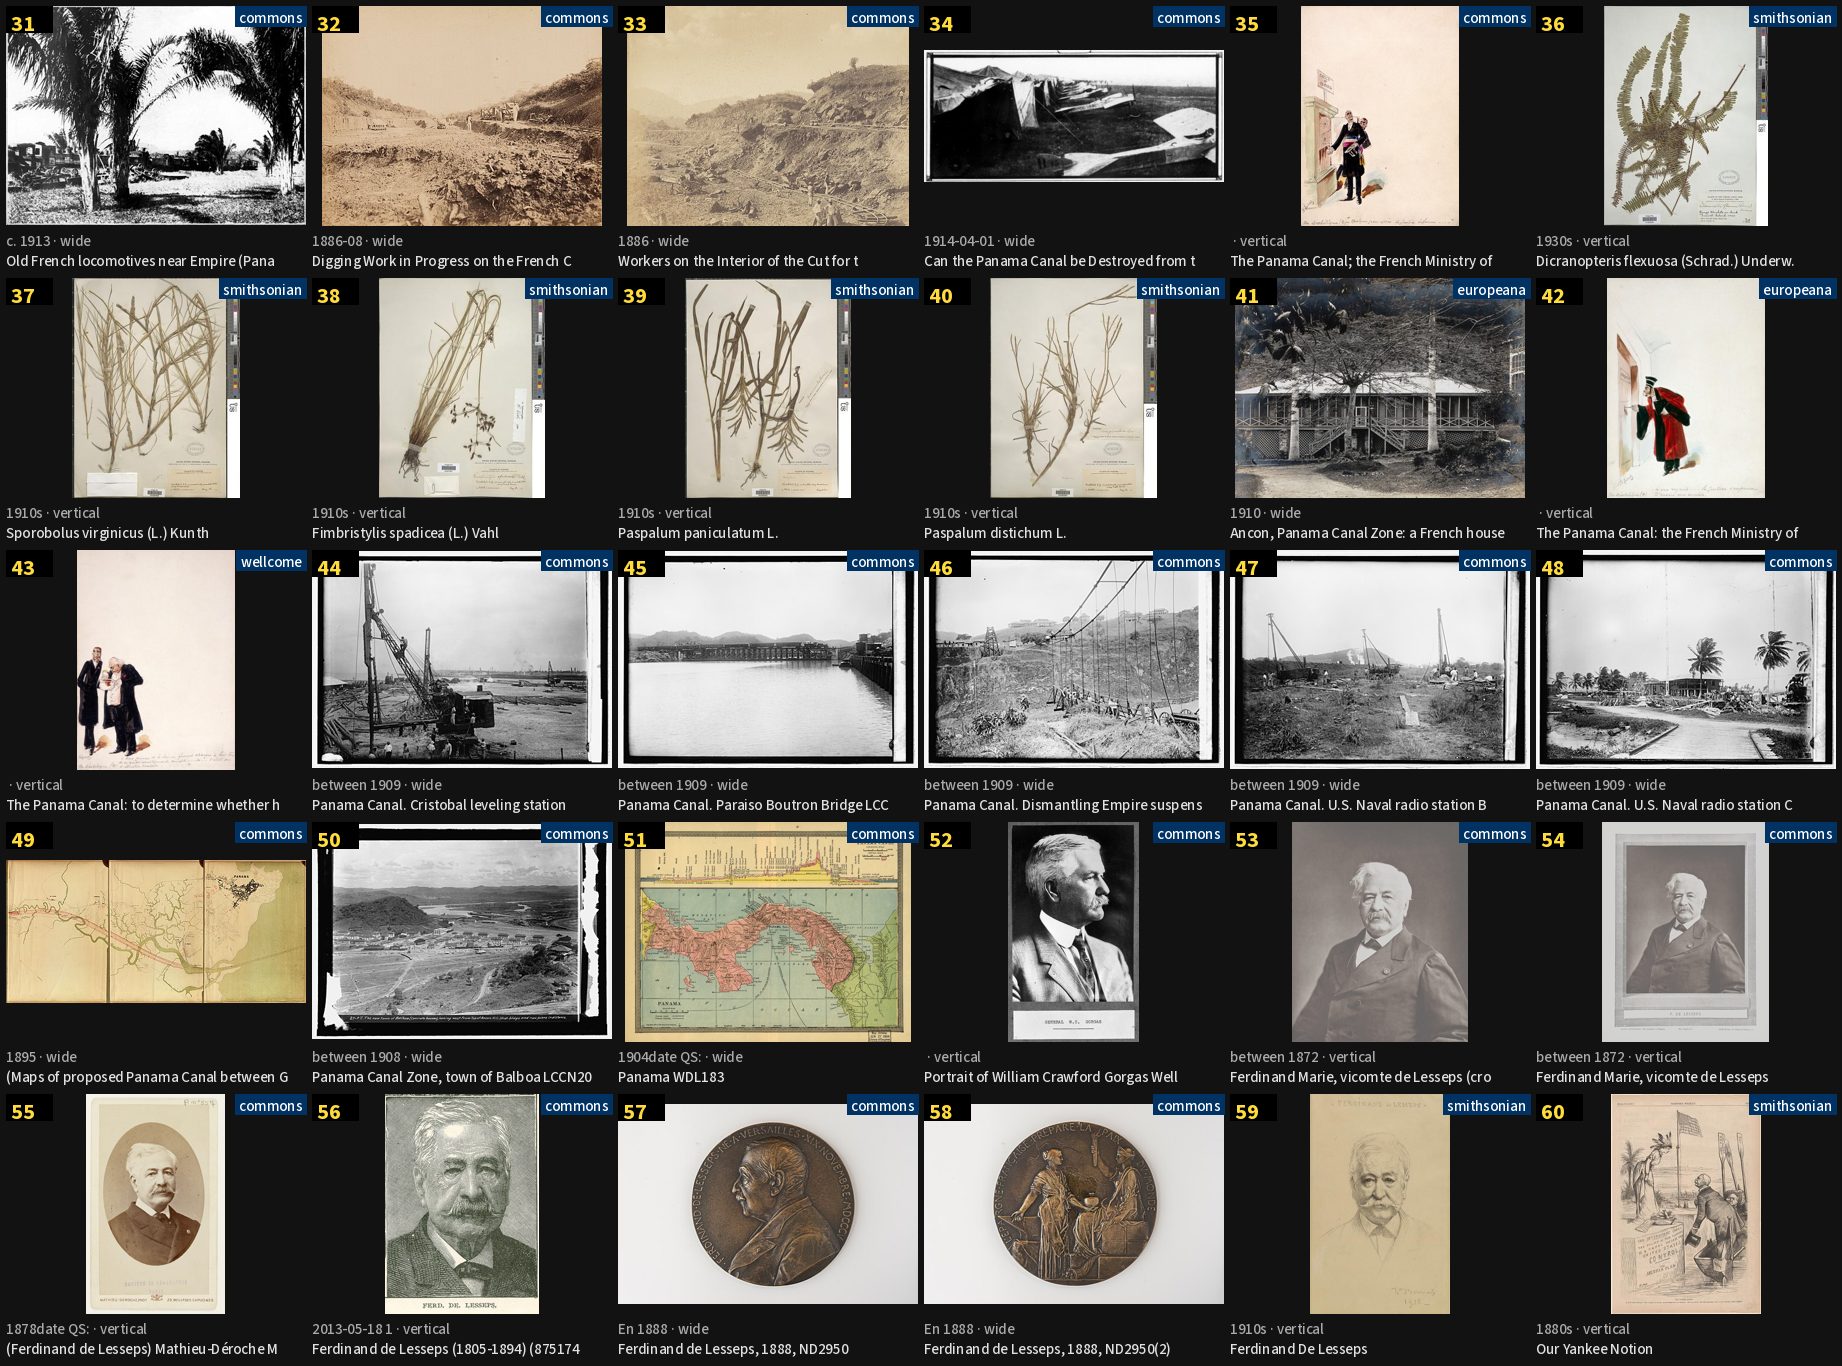 31
commons
c. 1913 · wide
Old French locomotives near Empire (Pana
32
commons
1886-08 · wide
Digging Work in Progress on the French C
33
commons
1886 · wide
Workers on the Interior of the Cut for t
34
commons
1914-04-01 · wide
Can the Panama Canal be Destroyed from t
35
commons
· vertical
The Panama Canal; the French Ministry of
36
smithsonian
1930s · vertical
Dicranopteris flexuosa (Schrad.) Underw.
37
smithsonian
1910s · vertical
Sporobolus virginicus (L.) Kunth
38
smithsonian
1910s · vertical
Fimbristylis spadicea (L.) Vahl
39
smithsonian
1910s · vertical
Paspalum paniculatum L.
40
smithsonian
1910s · vertical
Paspalum distichum L.
41
europeana
1910 · wide
Ancon, Panama Canal Zone: a French house
42
europeana
· vertical
The Panama Canal: the French Ministry of
43
wellcome
· vertical
The Panama Canal: to determine whether h
44
commons
between 1909 · wide
Panama Canal. Cristobal leveling station
45
commons
between 1909 · wide
Panama Canal. Paraiso Boutron Bridge LCC
46
commons
between 1909 · wide
Panama Canal. Dismantling Empire suspens
47
commons
between 1909 · wide
Panama Canal. U.S. Naval radio station B
48
commons
between 1909 · wide
Panama Canal. U.S. Naval radio station C
49
commons
PANAMA
1895 · wide
(Maps of proposed Panama Canal between G
50
commons
between 1908 · wide
Panama Canal Zone, town of Balboa LCCN20
51
commons
PANAMA
1904date QS: · wide
Panama WDL183
52
commons
GENERAL W.C. GORGAS
· vertical
Portrait of William Crawford Gorgas Well
53
commons
between 1872 · vertical
Ferdinand Marie, vicomte de Lesseps (cro
54
commons
F. DE LESSEPS
between 1872 · vertical
Ferdinand Marie, vicomte de Lesseps
55
commons
1878date QS: · vertical
(Ferdinand de Lesseps) Mathieu-Déroche M
56
commons
FERD. DE. LESSEPS.
2013-05-18 1 · vertical
Ferdinand de Lesseps (1805-1894) (875174
57
commons
En 1888 · wide
Ferdinand de Lesseps, 1888, ND2950
58
commons
En 1888 · wide
Ferdinand de Lesseps, 1888, ND2950(2)
59
smithsonian
1910s · vertical
Ferdinand De Lesseps
60
smithsonian
CONTROL
1880s · vertical
Our Yankee Notion